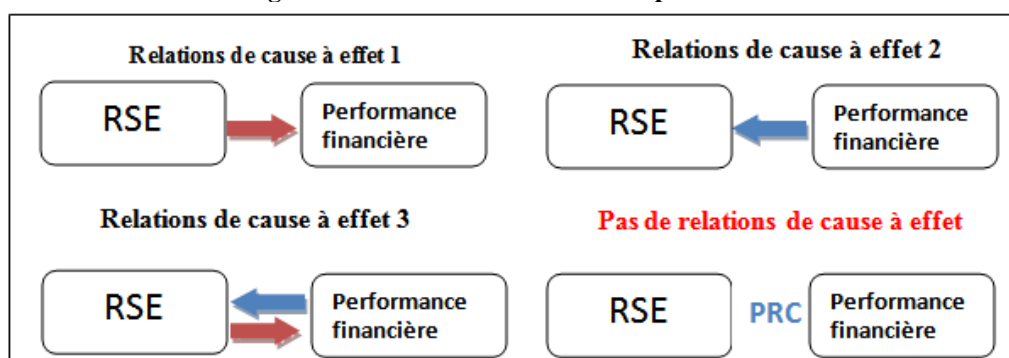 Relations de cause à effet 1
RSE
Performance
financière
Relations de cause à effet 2
RSE
Performance
financière
Relations de cause à effet 3
RSE
Performance
financière
Pas de relations de cause à effet
RSE
PRC
Performance
financière